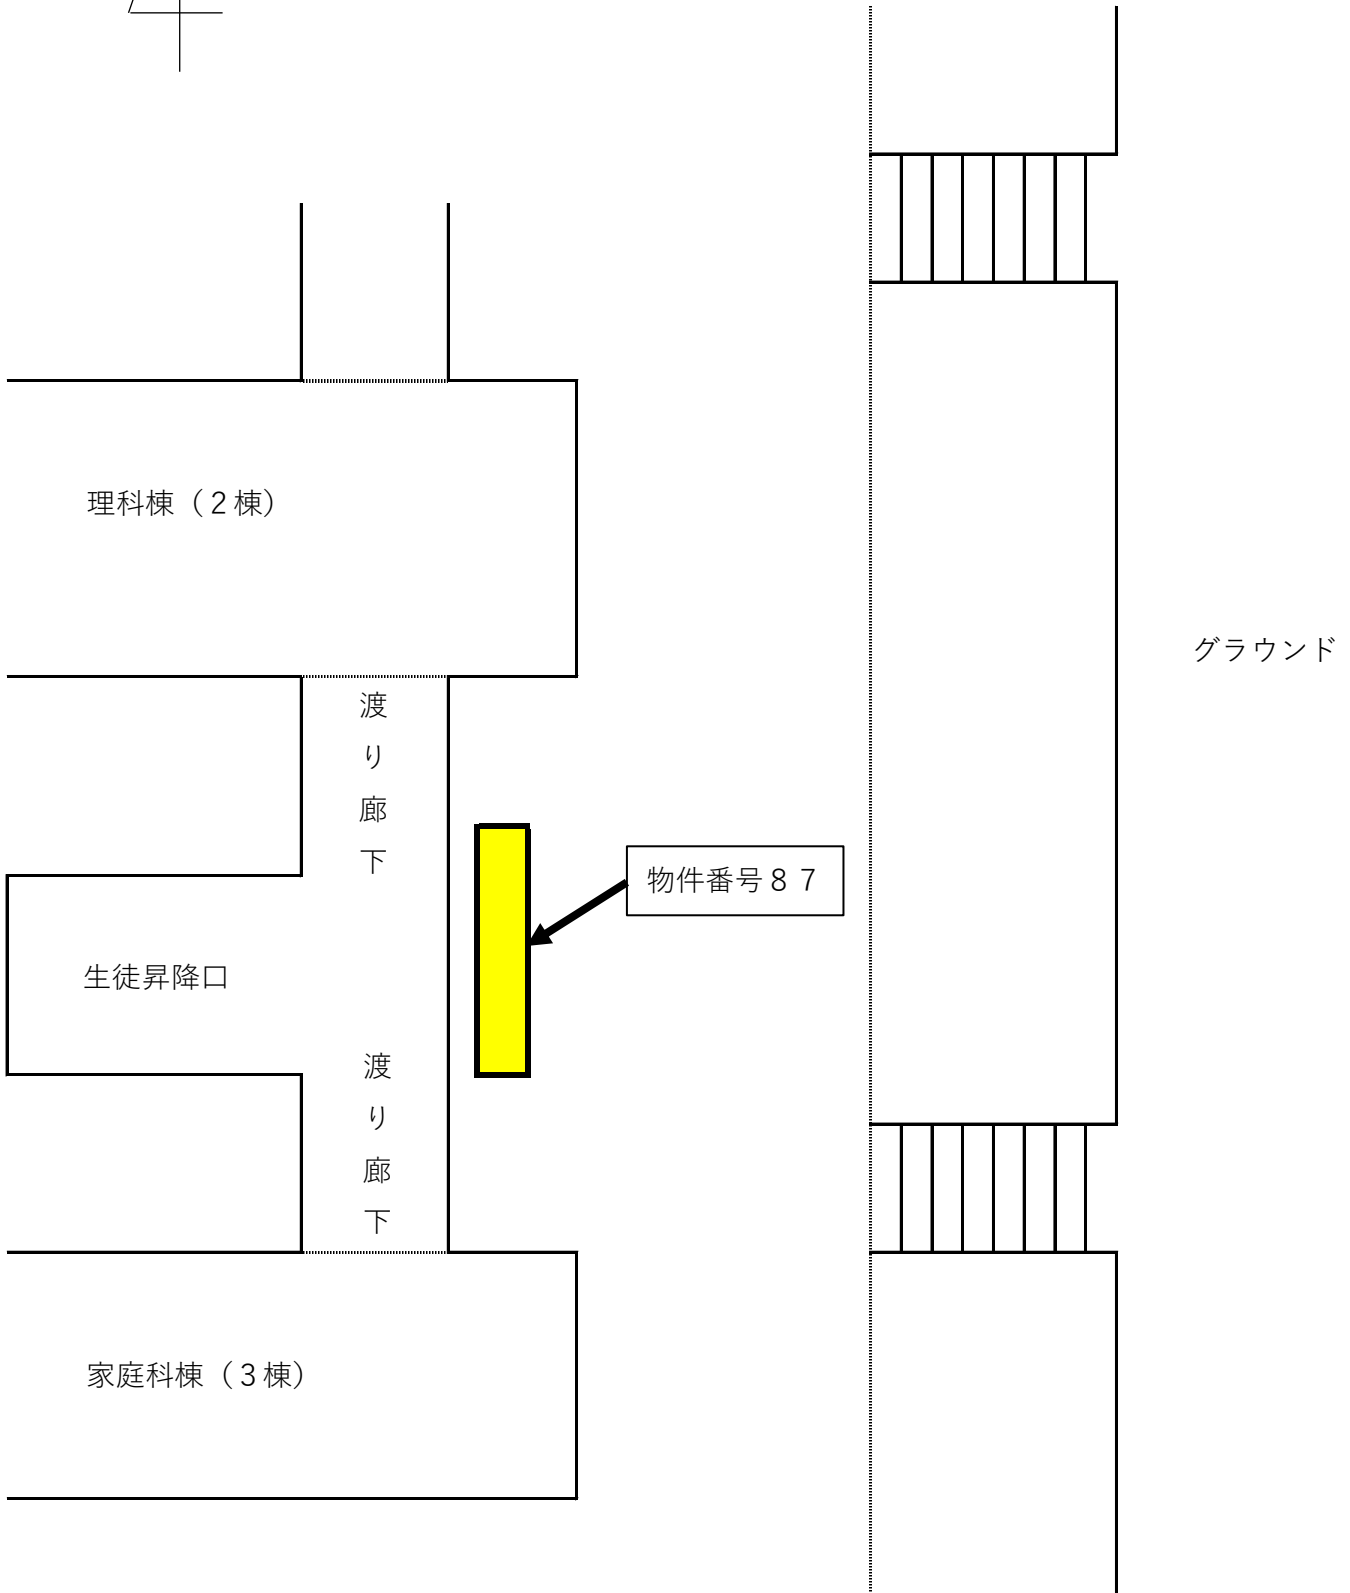 理科棟（２棟）
グラウンド
渡り廊下
物件番号８７
生徒昇降口
渡り廊下
家庭科棟（３棟）